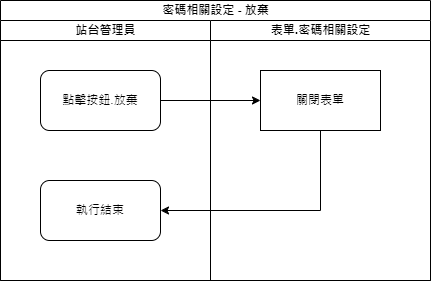 密碼相關設定 - 放棄
站台管理員
表單.密碼相關設定
點擊按鈕.放棄
關閉表單
執行結束